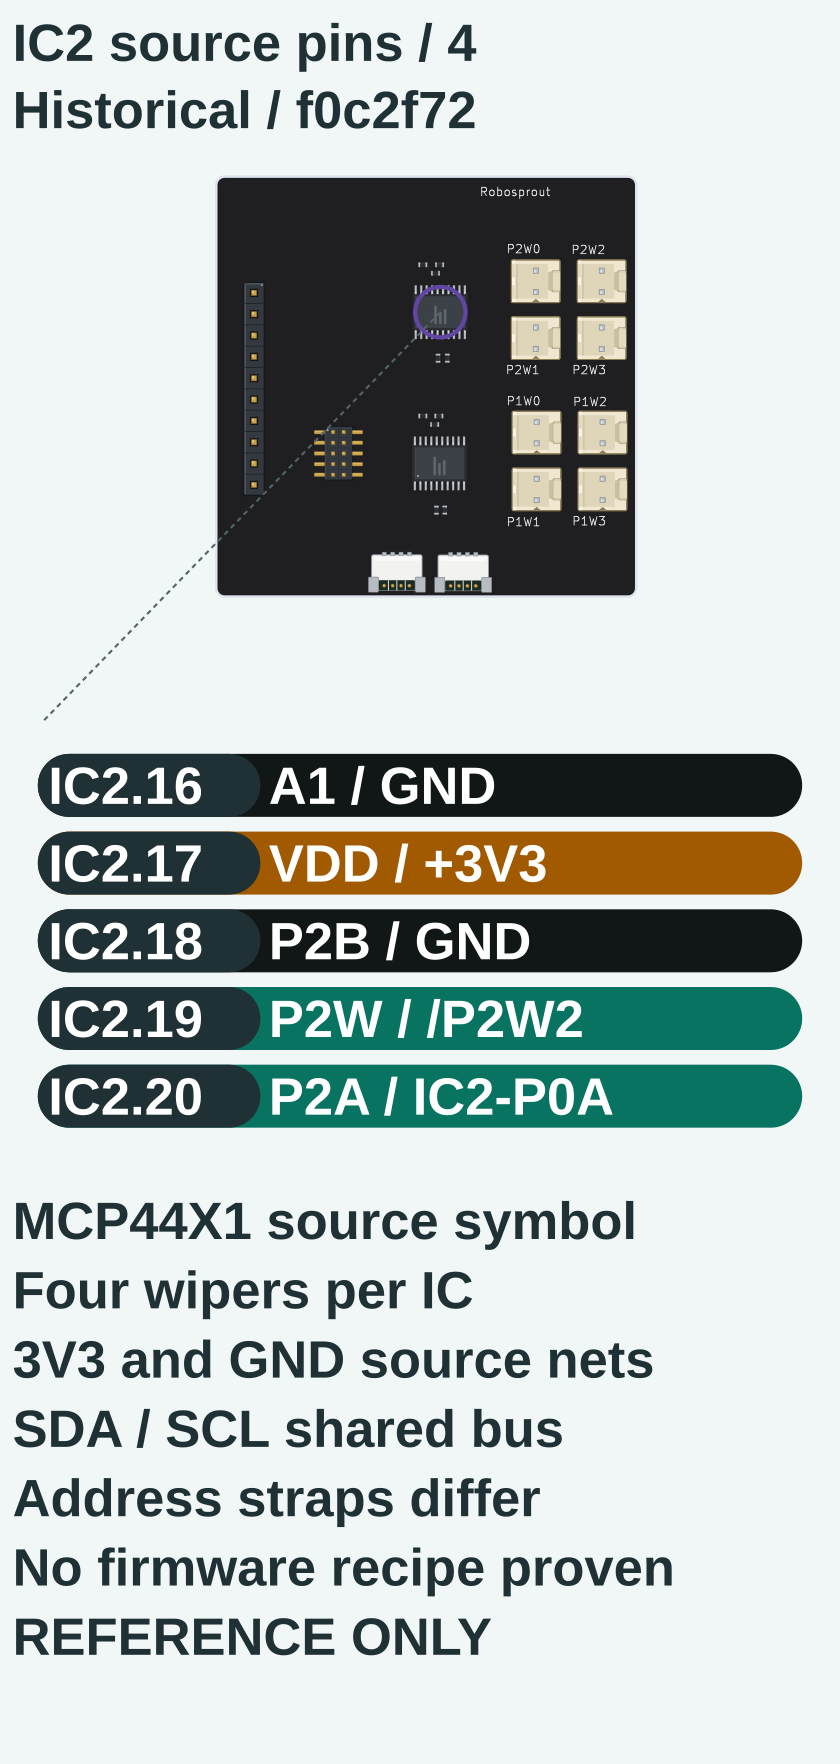 IC2 source pins / 4
Historical / f0c2f72
Robosprout
P2W0 P2W2
P2W1 P2W3
P1W0 P1W2
P1W1 P1W3
IC2.16 A1 / GND
IC2.17 VDD / +3V3
IC2.18 P2B / GND
IC2.19 P2W / /P2W2
IC2.20 P2A / IC2-P0A
MCP44X1 source symbol
Four wipers per IC
3V3 and GND source nets
SDA / SCL shared bus
Address straps differ
No firmware recipe proven
REFERENCE ONLY